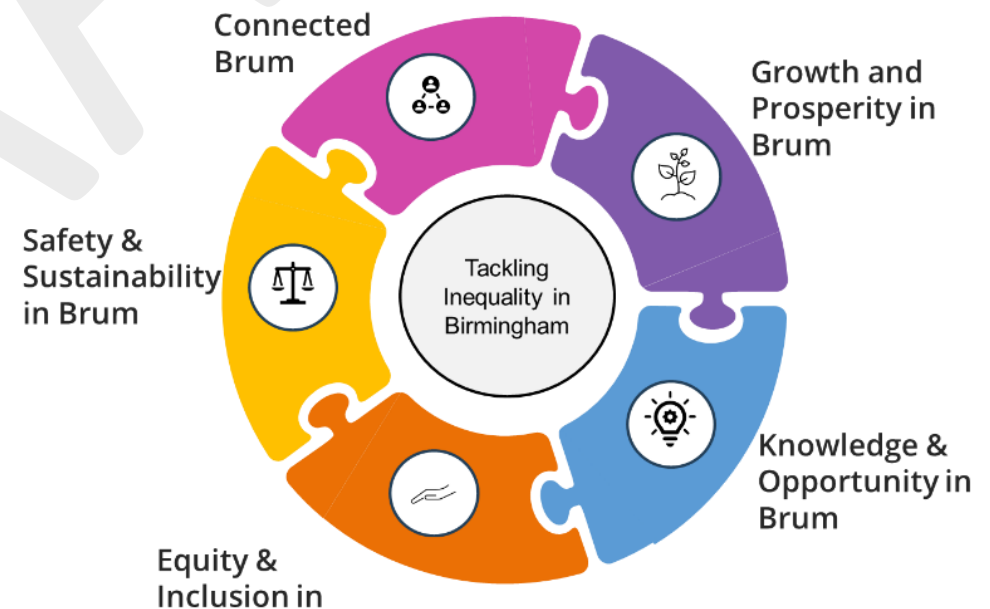 Connected
Brum
Growth and
Prosperity in
Brum
Safety &
Sustainability
in Brum
Tackling
Inequality in
Birmingham
Knowledge &
Opportunity in
Brum
Equity &
Inclusion in